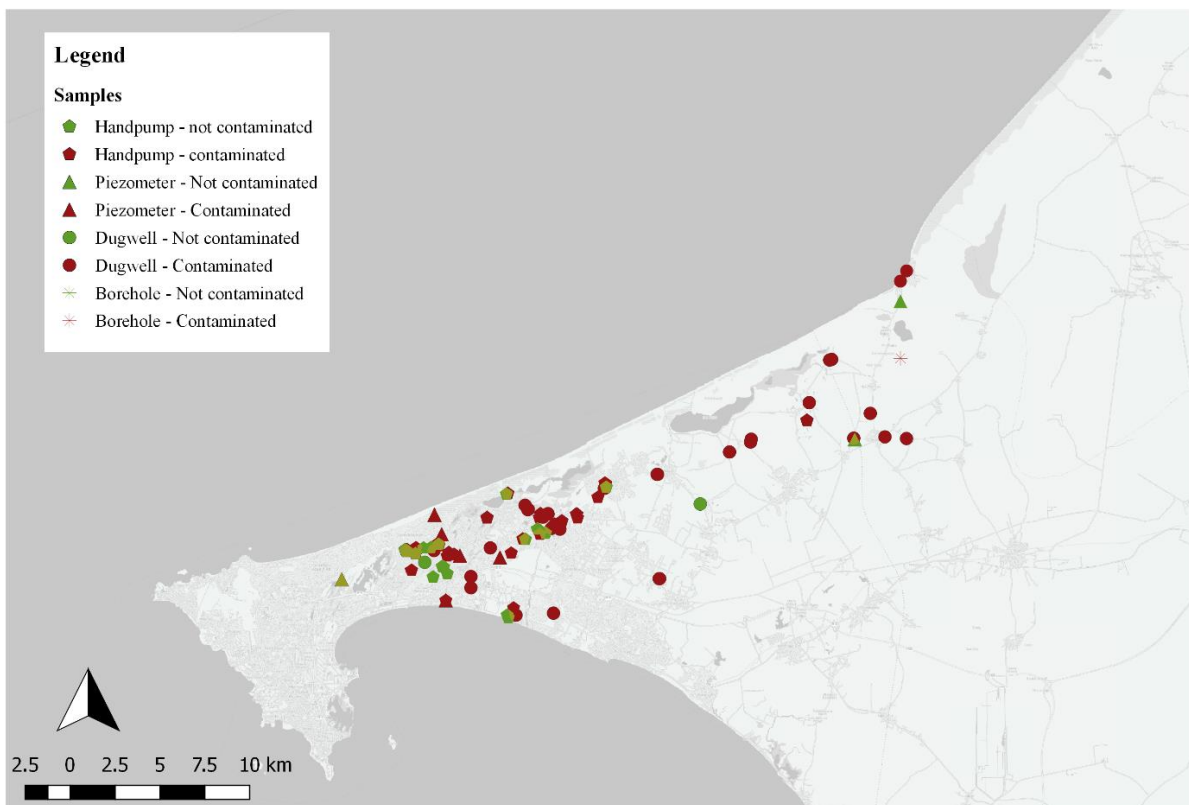 Legend
Samples
Handpump - not contaminated
Handpump - contaminated
Piezometer - Not contaminated
Piezometer - Contaminated
Dugwell - Not contaminated
Dugwell - Contaminated
Borehole - Not contaminated
Borehole - Contaminated
2.5 0 2.5 5 7.5 10 km